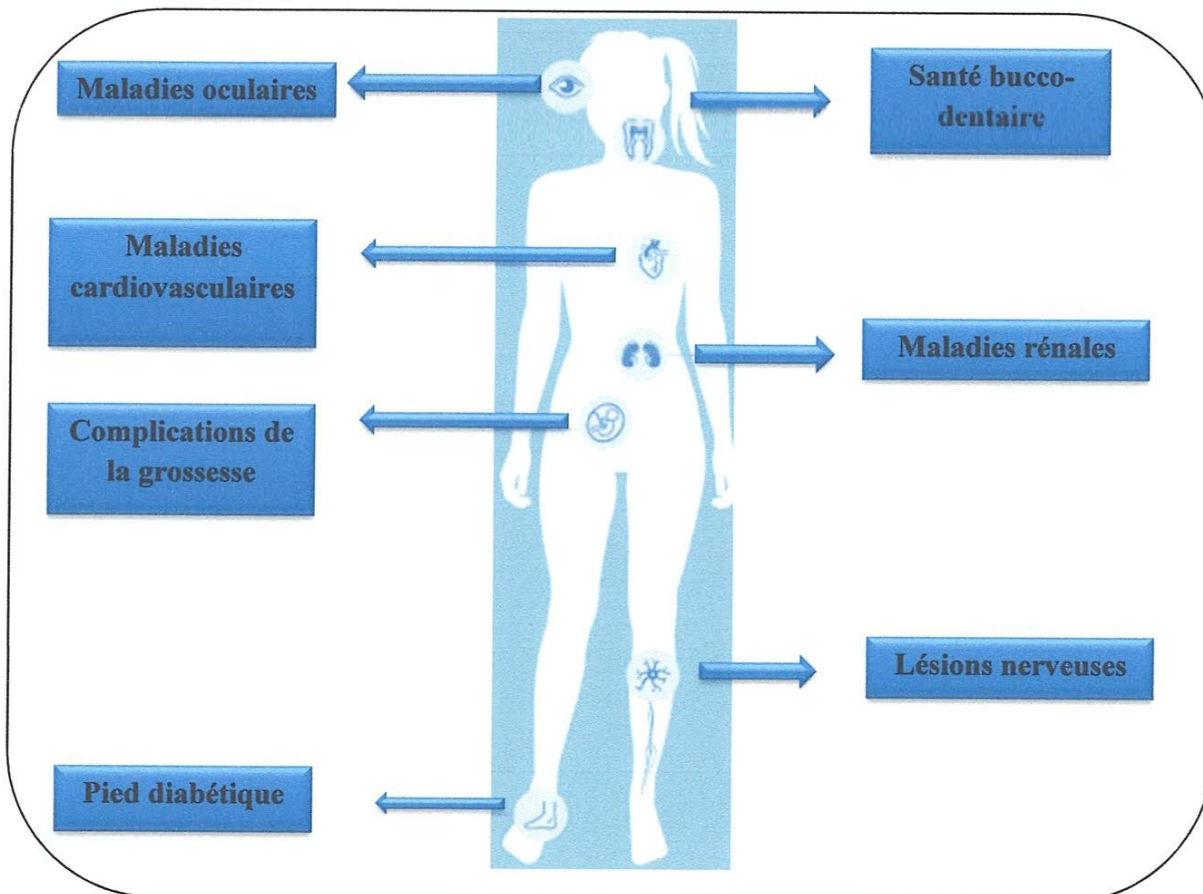 Maladies oculaires
Santé bucco-
dentaire
Maladies
cardiovasculaires
Maladies rénales
Complications de
la grossesse
Lésions nerveuses
Pied diabétique